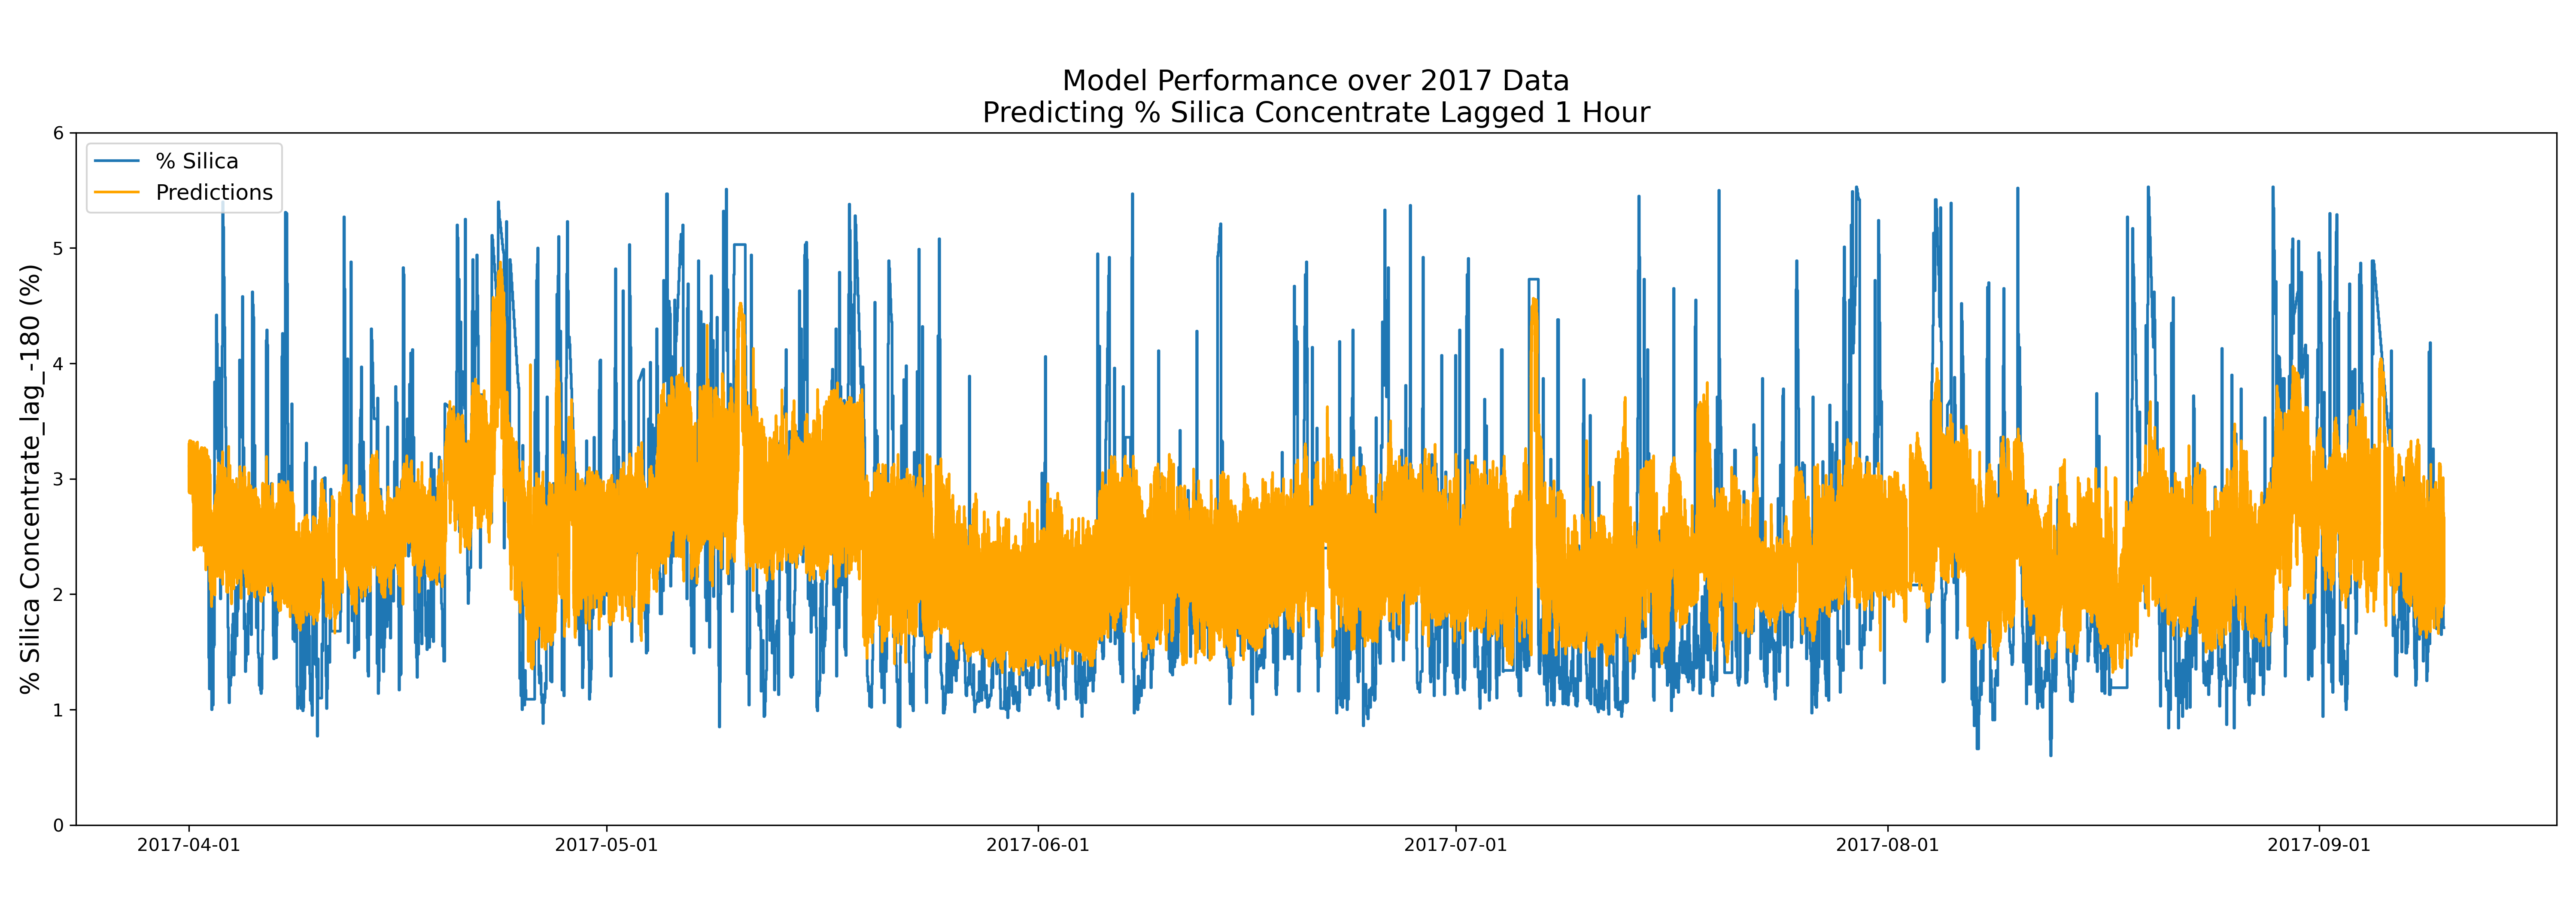 Model Performance over 2017 Data
Predicting % Silica Concentrate Lagged 1 Hour
% Silica Concentrate_lag_-180 (%)
6
5
4
3
2
1
0
% Silica
Predictions
2017-04-01
2017-05-01
2017-06-01
2017-07-01
2017-08-01
2017-09-01